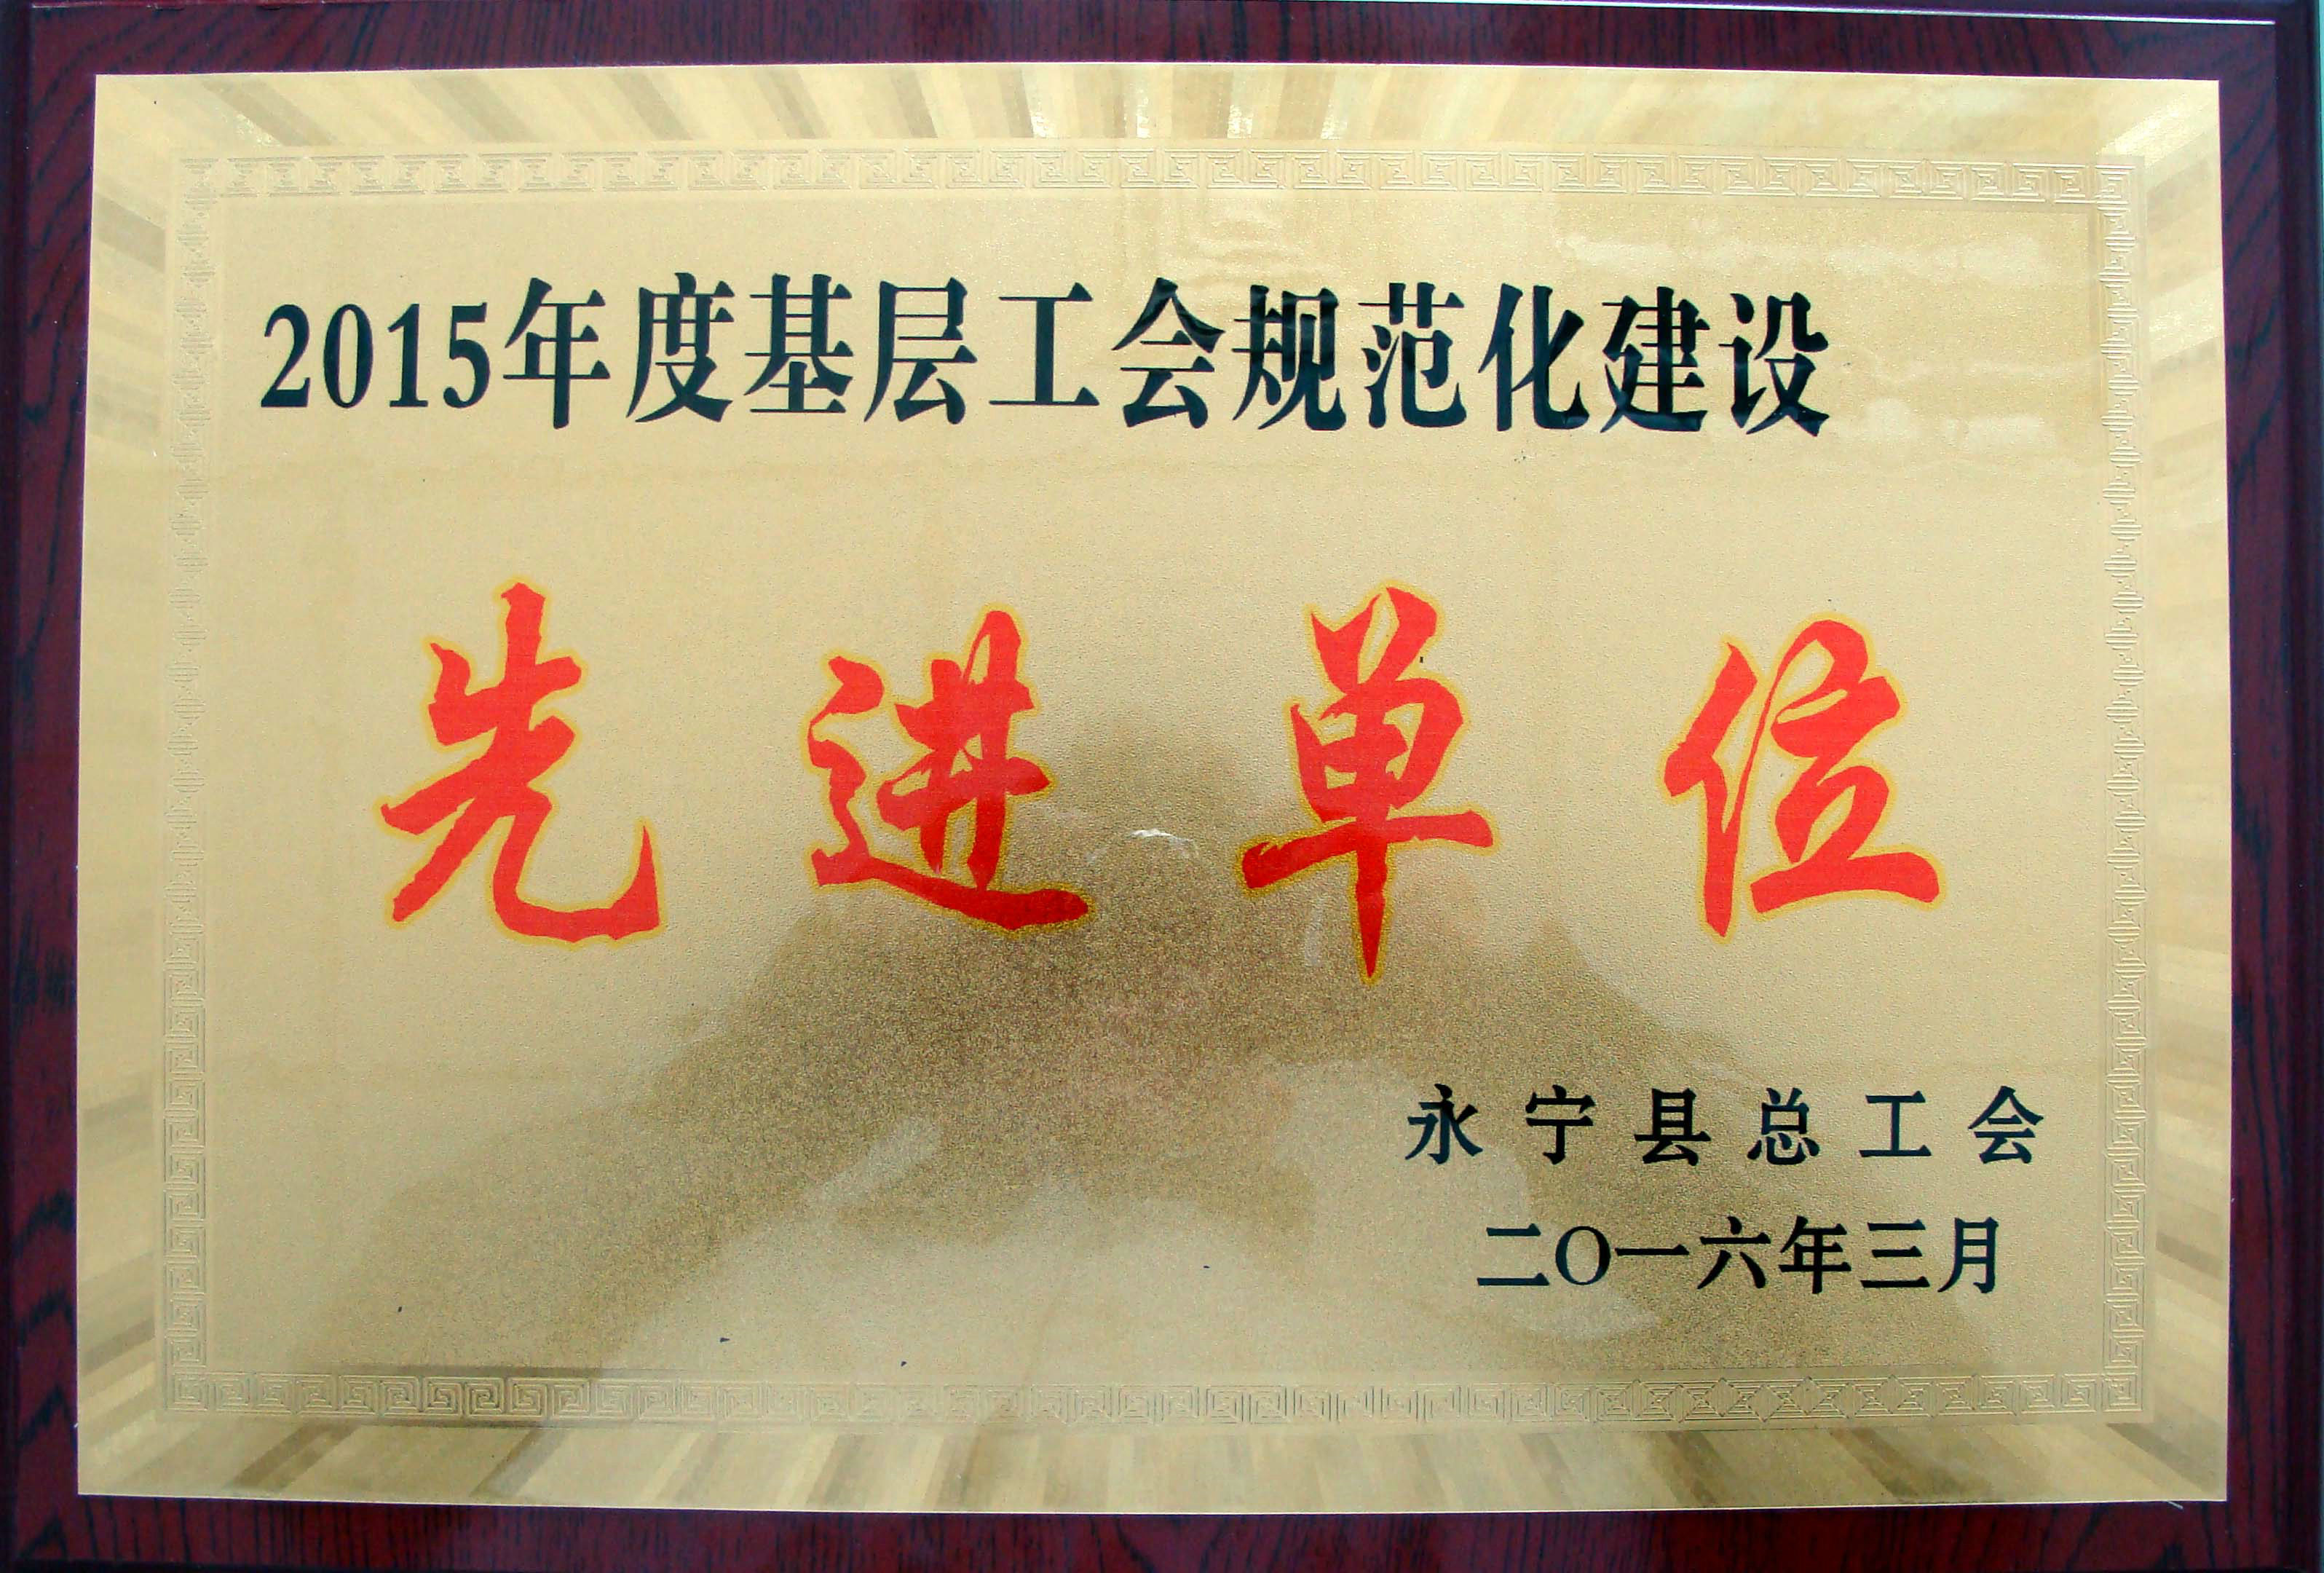 2015年度基层工会规范化建设
先进单位
永宁县总工会
二〇一六年三月